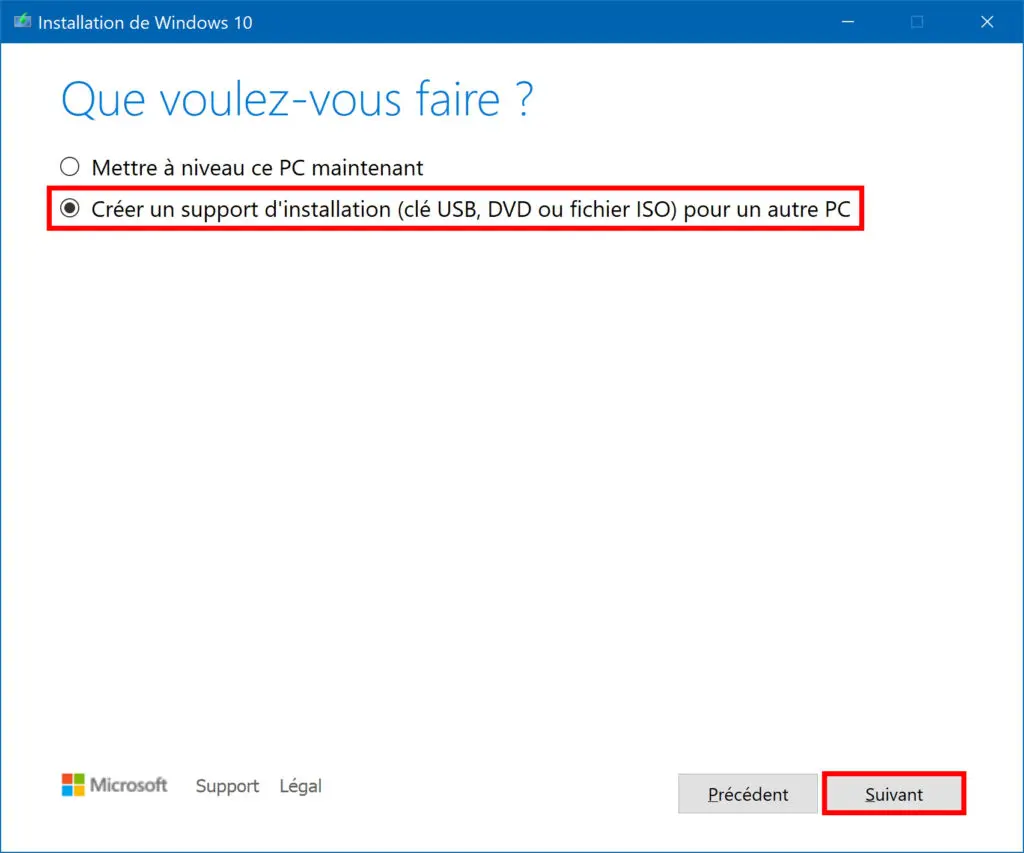 Installation de Windows 10
Que voulez-vous faire ?
Mettre à niveau ce PC maintenant
Créer un support d'installation (clé USB, DVD ou fichier ISO) pour un autre PC
Microsoft Support Légal Précédent Suivant